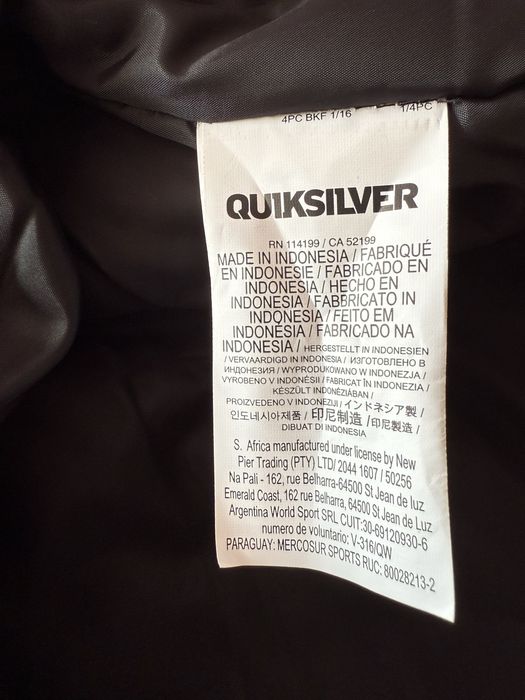 4PC BKF 1/16 1/4PC
QUIKSILVER
RN 114199 / CA 52199
MADE IN INDONESIA / FABRIQUÉ
EN INDONESIE / FABRICADO EN
INDONESIA / HECHO EN
INDONESIA / FABBRICATO IN
INDONESIA / FEITO EM
INDONÉSIA / FABRICADO NA
INDONESIA / HERGESTELLT IN INDONESIEN
/ VERVAARDIGD IN INDONESIA / ИЗГОТОВЛЕНО В
ИНДОНЕЗИЯ / WYPRODUKOWANO W INDONEZJA /
VYROBENO V INDONÉSII / FABRICAT ÎN INDONEZIA /
KÉSZÜLT INDONÉZIÁBAN /
PROIZVEDENO V INDONEZIJI / インドネシア製 /
인도네시아제품 / 印尼制造 / 印尼製造 /
DIBUAT DI INDONESIA
S. Africa manufactured under license by New
Pier Trading (PTY) LTD/ 2044 1607 / 50256
Na Pali - 162, rue Belharra-64500 St Jean de luz
Emerald Coast, 162 rue Belharra, 64500 St Jean de Luz
Argentina World Sport SRL CUIT:30-69120930-6
numero de voluntario: V-316/QW
PARAGUAY: MERCOSUR SPORTS RUC: 80028213-2